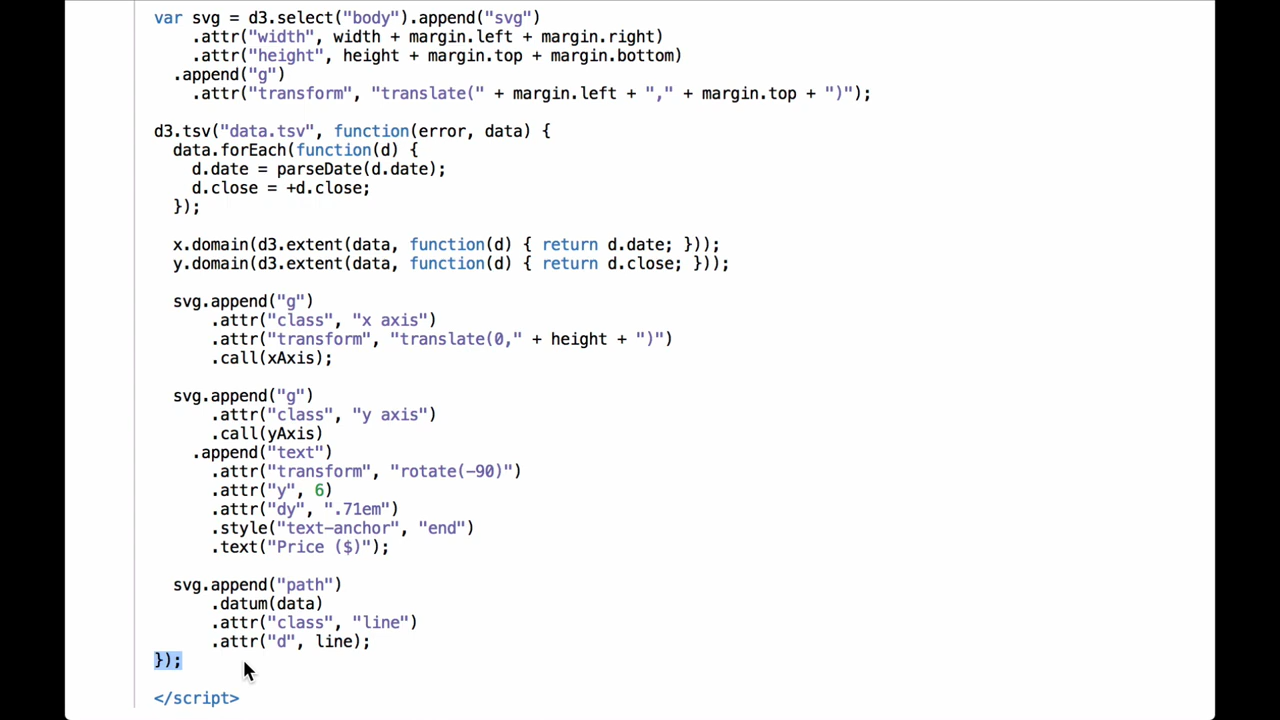 var svg = d3.select("body").append("svg")
    .attr("width", width + margin.left + margin.right)
    .attr("height", height + margin.top + margin.bottom)
  .append("g")
    .attr("transform", "translate(" + margin.left + "," + margin.top + ")");

d3.tsv("data.tsv", function(error, data) {
  data.forEach(function(d) {
    d.date = parseDate(d.date);
    d.close = +d.close;
  });

  x.domain(d3.extent(data, function(d) { return d.date; }));
  y.domain(d3.extent(data, function(d) { return d.close; }));

  svg.append("g")
      .attr("class", "x axis")
      .attr("transform", "translate(0," + height + ")")
      .call(xAxis);

  svg.append("g")
      .attr("class", "y axis")
      .call(yAxis)
    .append("text")
      .attr("transform", "rotate(-90)")
      .attr("y", 6)
      .attr("dy", ".71em")
      .style("text-anchor", "end")
      .text("Price ($)");

  svg.append("path")
      .datum(data)
      .attr("class", "line")
      .attr("d", line);
});

</script>